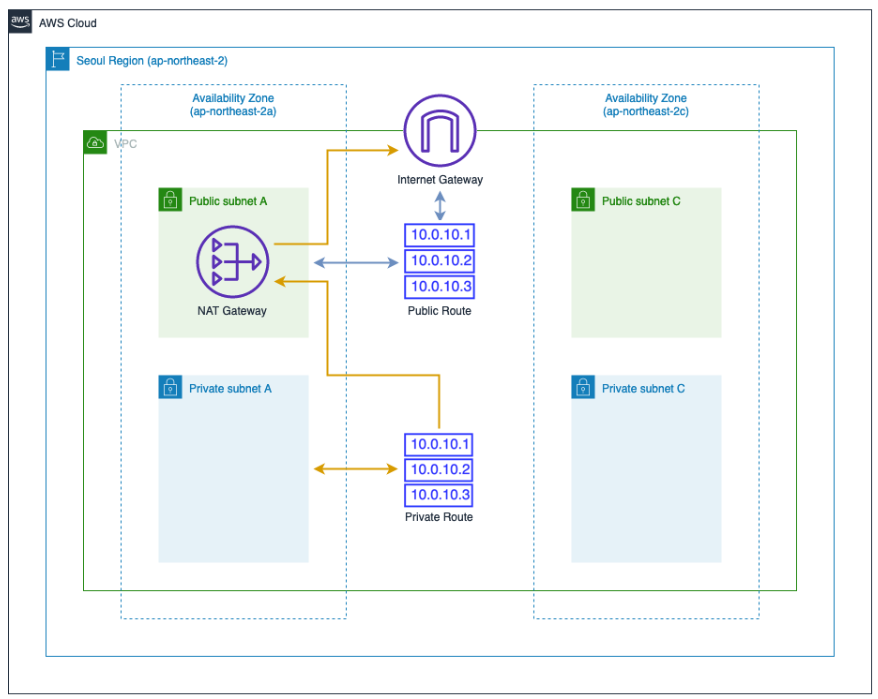 aws
AWS Cloud
Seoul Region (ap-northeast-2)
Availability Zone
(ap-northeast-2a)
Availability Zone
(ap-northeast-2c)
VPC
Internet Gateway
Public subnet A
Public subnet C
10.0.10.1
10.0.10.2
10.0.10.3
NAT Gateway
Public Route
Private subnet A
Private subnet C
10.0.10.1
10.0.10.2
10.0.10.3
Private Route